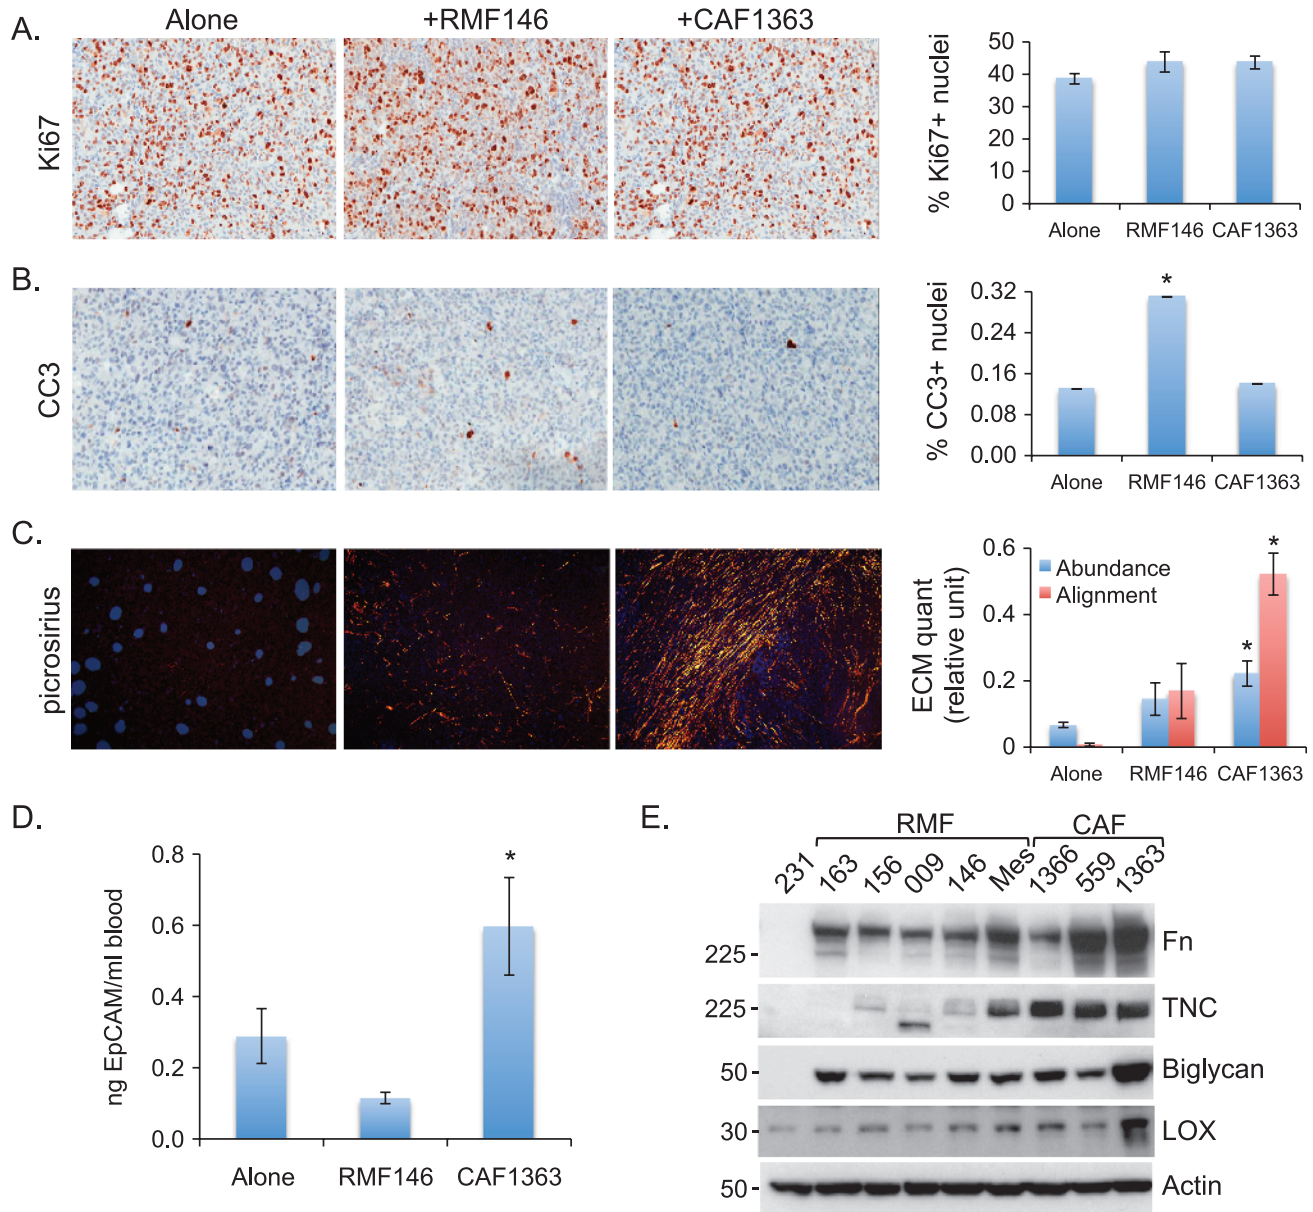 A.
Alone
+RMF146
+CAF1363
Ki67
% Ki67+ nuclei
50
40
30
20
10
0
Alone
RMF146
CAF1363
B.
CC3
% CC3+ nuclei
0.32
0.24
0.16
0.08
0.00
*
Alone
RMF146
CAF1363
C.
picrosirius
ECM quant
(relative unit)
0.6
0.4
0.2
0
Abundance
Alignment
*
*
Alone
RMF146
CAF1363
D.
ng EpCAM/ml blood
0.8
0.6
0.4
0.2
0.0
*
Alone
RMF146
CAF1363
E.
RMF
CAF
231
163
156
009
146
Mes
1366
559
1363
225
Fn
225
TNC
50
Biglycan
30
LOX
50
Actin